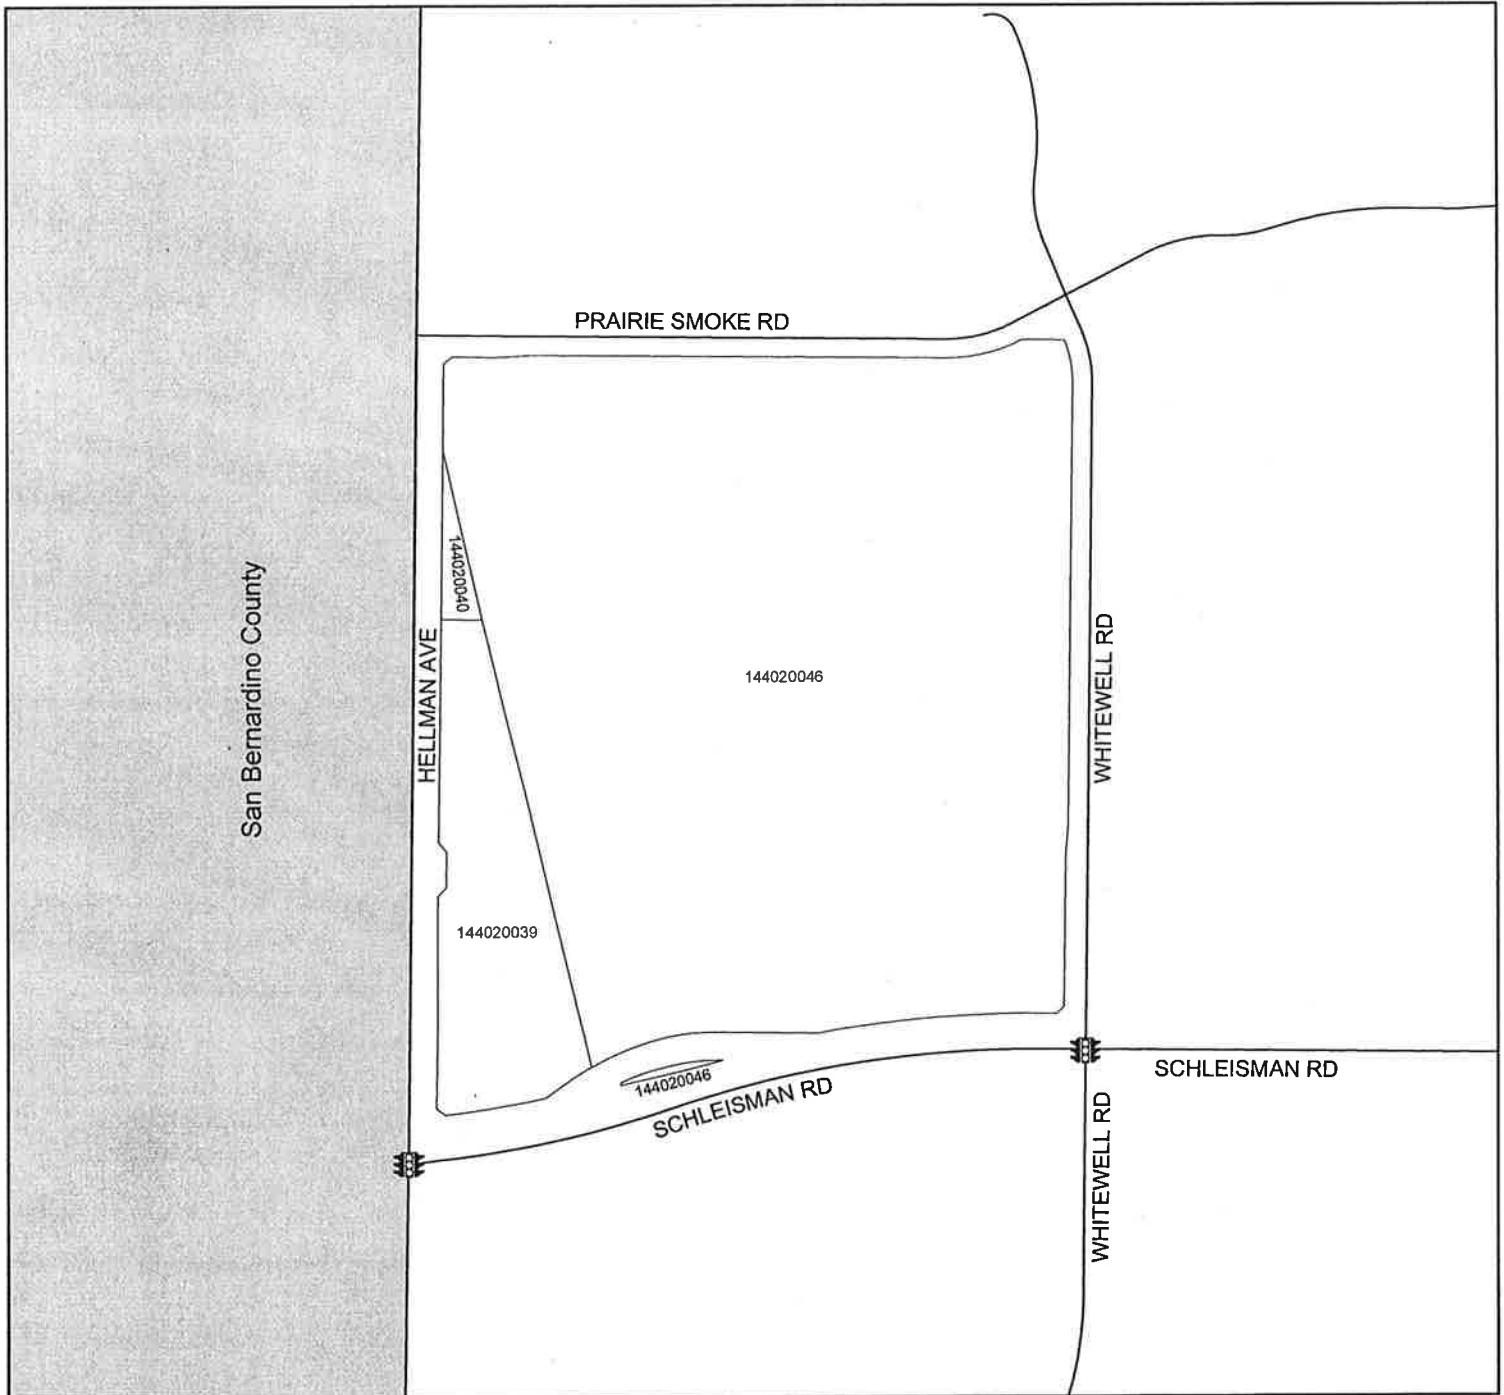 PRAIRIE SMOKE RD
144020040
San Bernardino County
HELLMAN AVE
144020046
WHITEWELL RD
144020039
144020046
SCHLEISMAN RD
SCHLEISMAN RD
WHITEWELL RD